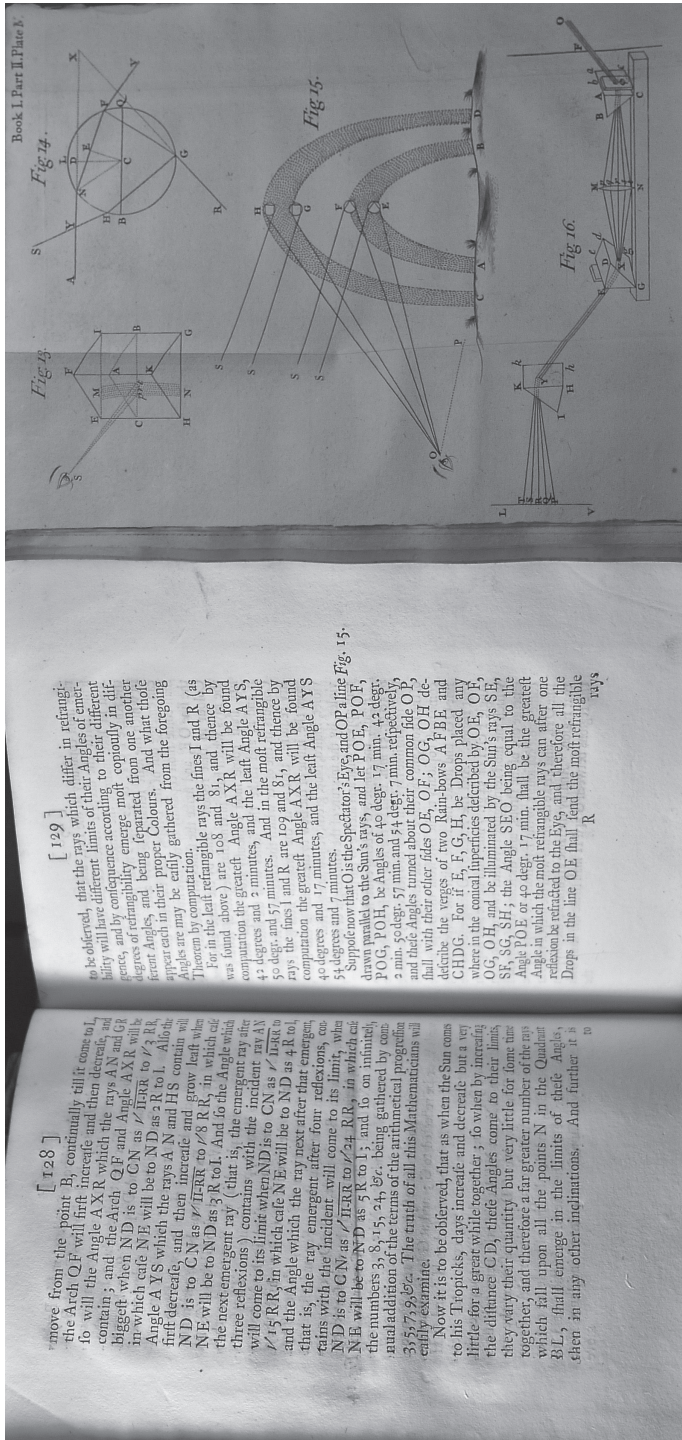 [128]
move from the point B, continually till it come to L,
the Arch QF will firſt increaſe and then decreaſe, and
ſo will the Angle AXR which the rays AN and GR
contain; and the Arch QF and Angle AXR will be
biggeſt when ND is to CN as √II-RR to √3 RR,
in which caſe NE will be to ND as 2R to I. Alſo the
Angle AYS which the rays AN and HS contain will
firſt decreaſe, and then increaſe and grow leaſt when
ND is to CN as √II-RR to √8 RR, in which caſe
NE will be to ND as 3R to I. And ſo the Angle which
the next emergent ray (that is, the emergent ray after
three reflexions) contains with the incident ray AN
will come to its limit when ND is to CN as √II-RR to
√15 RR, in which caſe NE will be to ND as 4R to I,
and the Angle which the ray next after that emergent,
that is, the ray emergent after four reflexions, con-
tains with the incident will come to its limit, when
ND is to CN as √II-RR to √24 RR, in which caſe
NE will be to ND as 5R to I; and ſo on infinitely,
the numbers 3, 8, 15, 24, &c. being gathered by conti-
nual addition of the terms of the arithmetical progreſſion
3, 5, 7, 9, &c. The truth of all this Mathematicians will
eaſily examine.
Now it is to be obſerved, that as when the Sun comes
to his Tropicks, days increaſe and decreaſe but a very
little for a great while together; ſo when by increaſing
the diſtance CD, theſe Angles come to their limits,
they vary their quantity but very little for ſome time
together, and therefore a far greater number of the rays
which fall upon all the points N in the Quadrant
BL, ſhall emerge in the limits of theſe Angles,
then in any other inclinations. And further it is
to
[129]
to be obſerved, that the rays which differ in refrangi-
bility will have different limits of their Angles of emer-
gence, and by conſequence according to their different
degrees of refrangibility emerge moſt copiouſly in dif-
ferent Angles, and being ſeparated from one another
appear each in their proper Colours. And what thoſe
Angles are may be eaſily gathered from the foregoing
Theorem by computation.
For in the leaſt refrangible rays the ſines I and R (as
was found above) are 108 and 81, and thence by
computation the greateſt Angle AXR will be found
42 degrees and 2 minutes, and the leaſt Angle AYS,
50 degr. and 57 minutes. And in the moſt refrangible
rays the ſines I and R are 109 and 81, and thence by
computation the greateſt Angle AXR will be found
40 degrees and 17 minutes, and the leaſt Angle AYS
54 degrees and 7 minutes.
Suppoſe now that O is the Spectator's Eye, and OP a line Fig. 15.
drawn parallel to the Sun's rays, and let POE, POF,
POG, POH, be Angles of 40 degr. 17 min. 42 degr.
2 min. 50 degr. 57 min. and 54 degr. 7 min. reſpectively,
and theſe Angles turned about their common ſide OP,
ſhall with their other ſides OE, OF; OG, OH de-
ſcribe the verges of two Rain-bows AFBE and
CHDG. For if E, F, G, H, be Drops placed any
where in the conical ſuperficies deſcribed by OE, OF,
OG, OH, and be illuminated by the Sun's rays SE,
SF, SG, SH; the Angle SEO being equal to the
Angle POE or 40 degr. 17 min. ſhall be the greateſt
Angle in which the moſt refrangible rays can after one
reflexion be refracted to the Eye, and therefore all the
Drops in the line OE ſhall ſend the moſt refrangible
R
rays
Book I. Part II. Plate
Fig. 13.
S
E
F
I
M
A
B
C
K
H
N
G
Fig 14.
S
A
Y
L
D
X
N
E
F
V
H
B
C
Q
G
R
Fig 15.
H
G
F
E
S
S
S
S
O
P
C
A
B
D
Fig 16.
L
K
k
Y
I
H
h
V
D
d
e
X
G
M
N
B
A
C
F
O